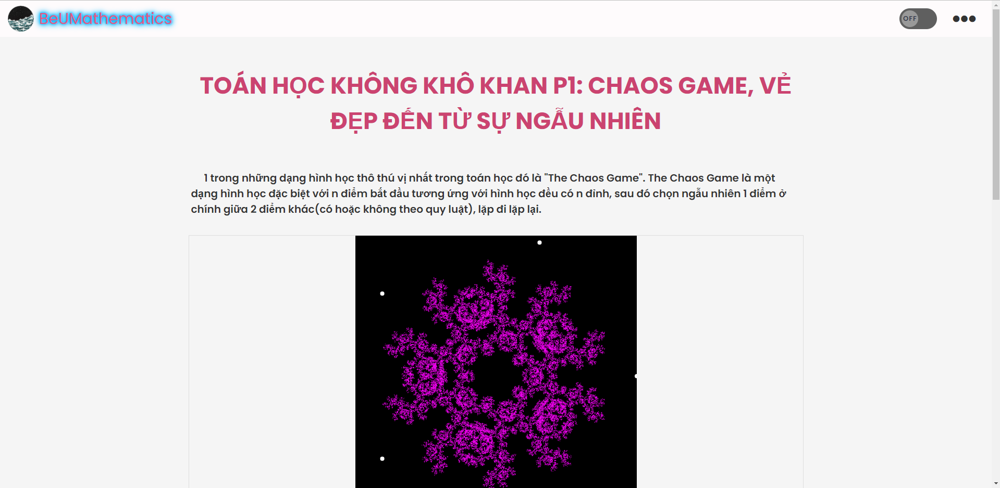 BeUMathematics
OFF
TOÁN HỌC KHÔNG KHÔ KHAN P1: CHAOS GAME, VẺ
ĐẸP ĐẾN TỪ SỰ NGẪU NHIÊN
1 trong những dạng hình học thô thú vị nhất trong toán học đó là "The Chaos Game". The Chaos Game là một
dạng hình học đặc biệt với n điểm bắt đầu tương ứng với hình học đều có n đỉnh, sau đó chọn ngẫu nhiên 1 điểm ở
chính giữa 2 điểm khác(có hoặc không theo quy luật), lặp đi lặp lại.